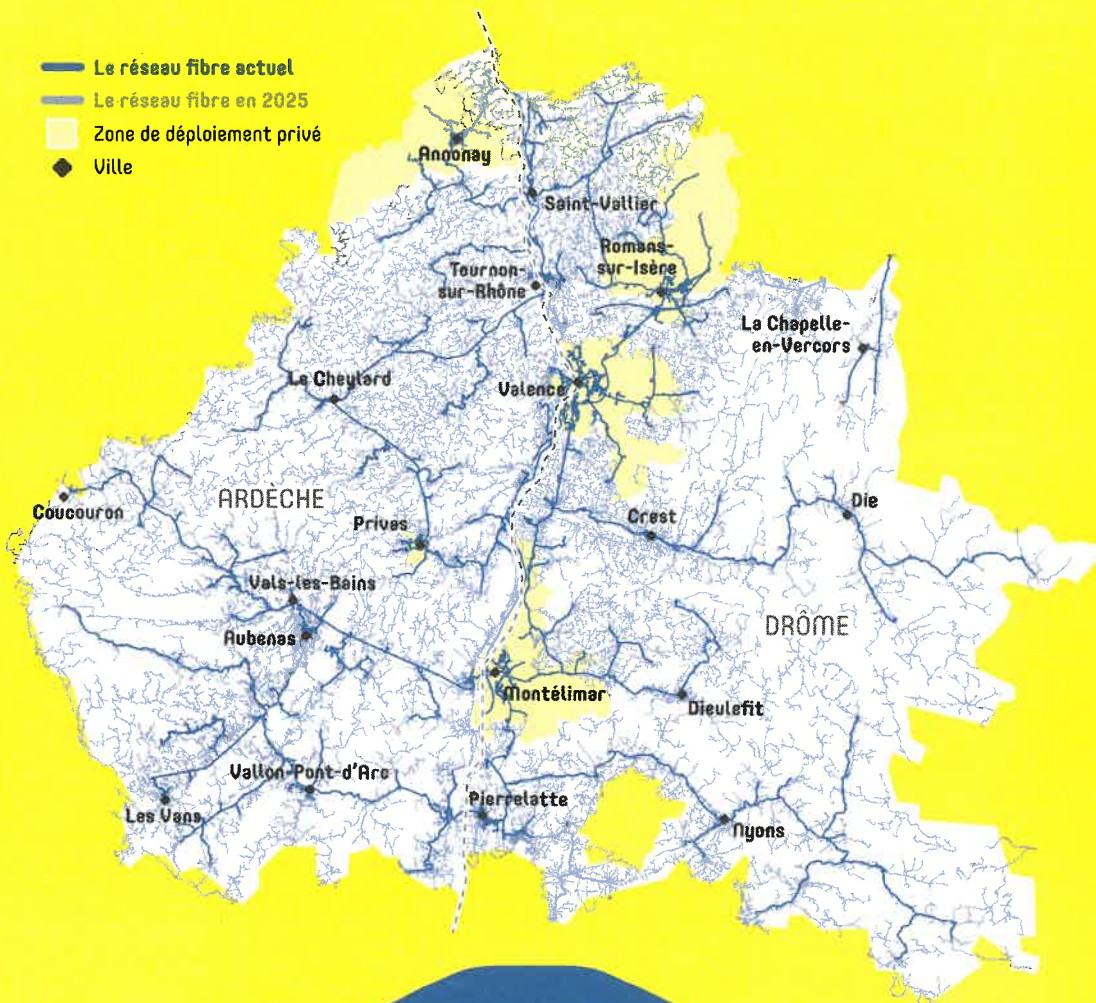 Le réseau fibre actuel
Le réseau fibre en 2025
Zone de déploiement privé
Ville
Annonay
Saint-Vallier
Romans-
sur-Isère
Tournon-
sur-Rhône
La Chapelle-
en-Vercors
Valence
Le Cheylard
ARDÈCHE
Coucouron
Die
Crest
Privas
Vals-les-Bains
Aubenas
DRÔME
Montélimar
Dieulefit
Vallon-Pont-d'Arc
Les Vans
Pierrelatte
Nyons